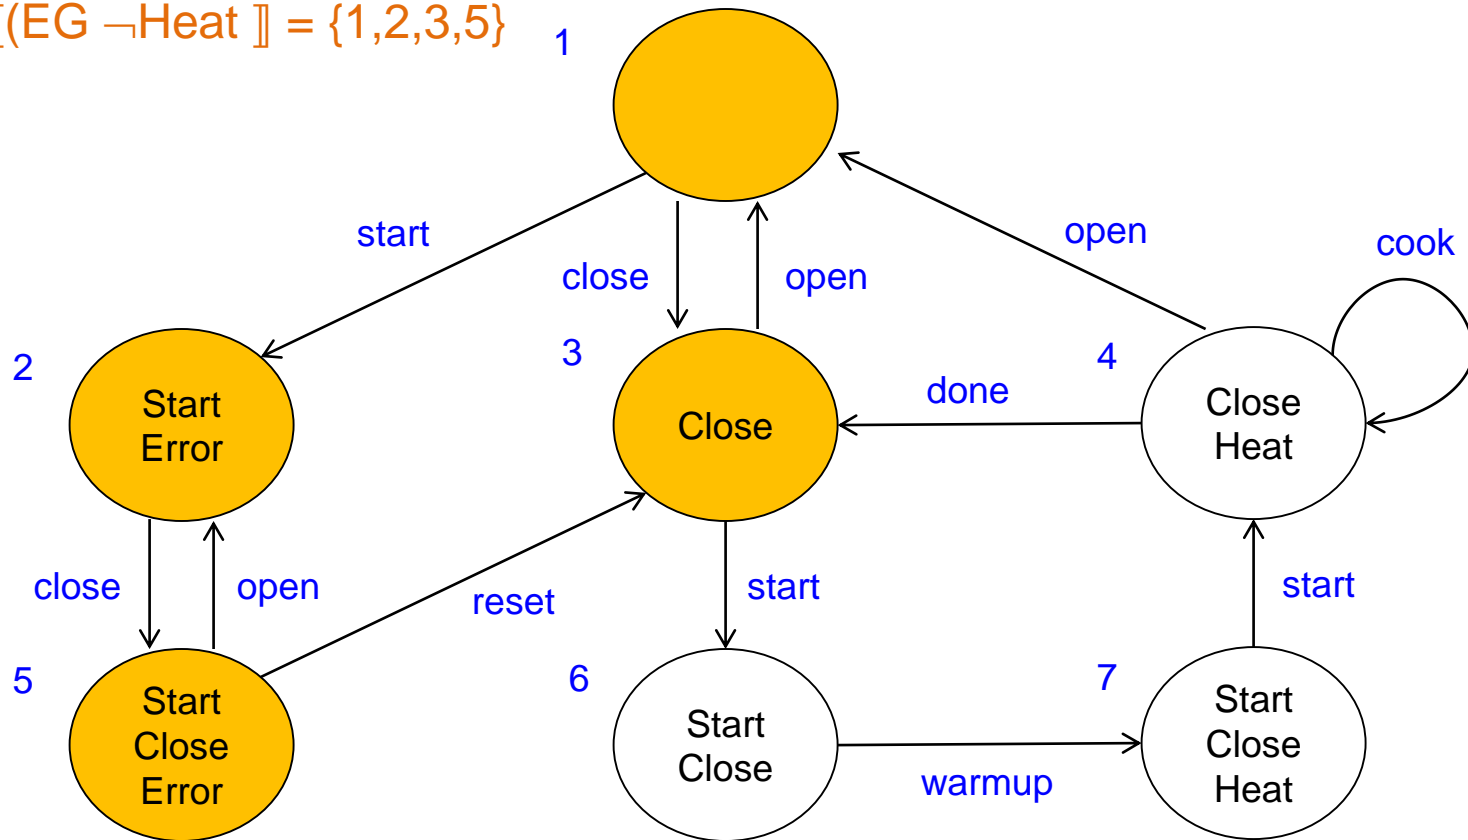 ⟦(EG ¬Heat ⟧ = {1,2,3,5}
1
start
close
open
open
cook
2
Start
Error
3
Close
done
4
Close
Heat
close
open
reset
start
start
5
Start
Close
Error
6
Start
Close
warmup
7
Start
Close
Heat